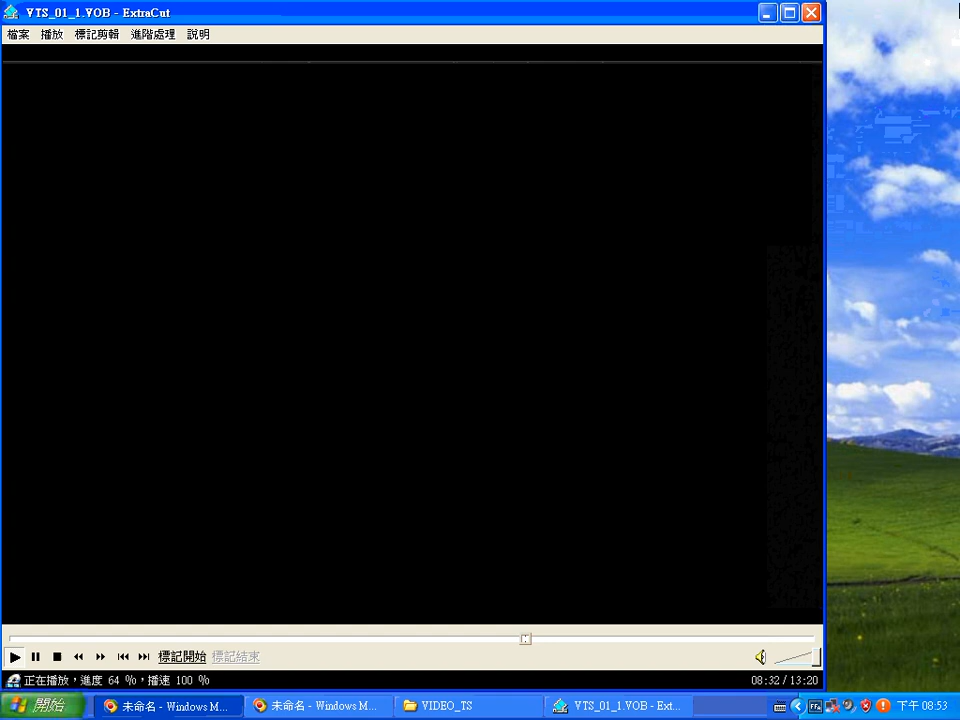 VTS_01_1.VOB - ExtraCut
檔案 播放 標記剪輯 進階處理 說明
標記開始 標記結束
正在播放，進度 64 %，播速 100 % 08:32 / 13:20
開始 未命名 - Windows M... 未命名 - Windows M... VIDEO_TS VTS_01_1.VOB - Ext... 下午 08:53